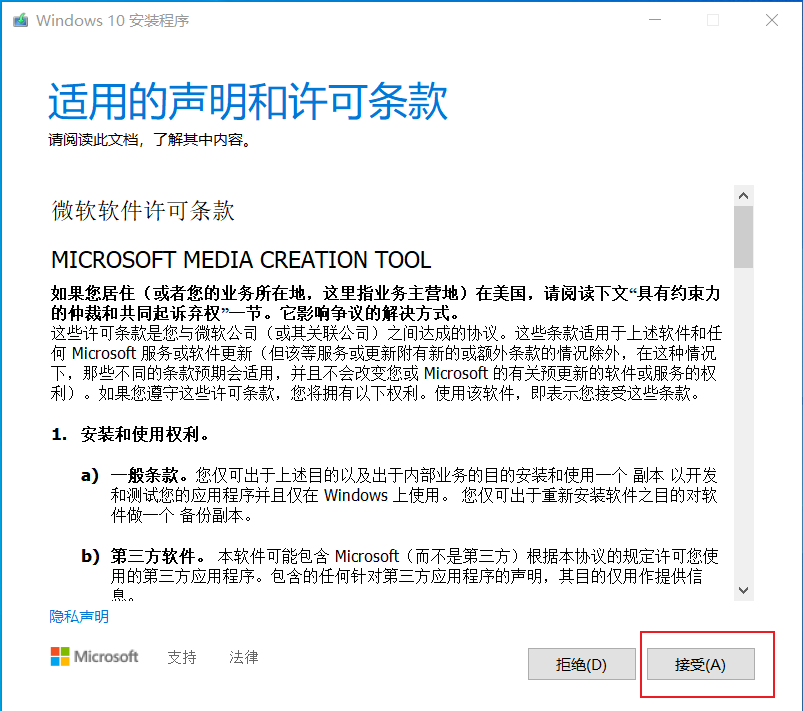 Windows 10 安装程序
适用的声明和许可条款
请阅读此文档，了解其中内容。
微软软件许可条款
MICROSOFT MEDIA CREATION TOOL
如果您居住（或者您的业务所在地，这里指业务主营地）在美国，请阅读下文“具有约束力
的仲裁和共同起诉弃权”一节。它影响争议的解决方式。
这些许可条款是您与微软公司（或其关联公司）之间达成的协议。这些条款适用于上述软件和任
何 Microsoft 服务或软件更新（但该等服务或更新附有新的或额外条款的情况除外，在这种情况
下，那些不同的条款预期会适用，并且不会改变您或 Microsoft 的有关预更新的软件或服务的权
利）。如果您遵守这些许可条款，您将拥有以下权利。使用该软件，即表示您接受这些条款。
1. 安装和使用权利。
a) 一般条款。您仅可出于上述目的以及出于内部业务的目的安装和使用一个 副本 以开发
和测试您的应用程序并且仅在 Windows 上使用。 您仅可出于重新安装软件之目的对软
件做一个 备份副本。
b) 第三方软件。 本软件可能包含 Microsoft（而不是第三方）根据本协议的规定许可您使
用的第三方应用程序。包含的任何针对第三方应用程序的声明，其目的仅用作提供信
息。
隐私声明
Microsoft 支持 法律
拒绝(D) 接受(A)